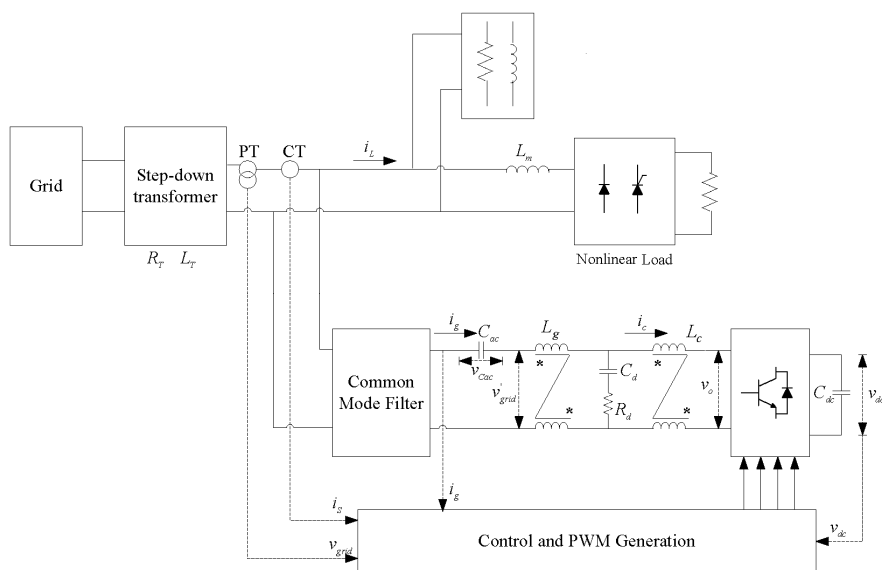 PT
CT
i_L
L_m
Grid
Step-down
transformer
R_T L_T
Nonlinear Load
i_g
C_ac
L_g
i_c
L_c
v_Cac
*
*
C_d
v'_grid
v_o
C_dc
v_dc
Common
Mode Filter
R_d
*
*
i_g
i_S
v_grid
Control and PWM Generation
v_dc